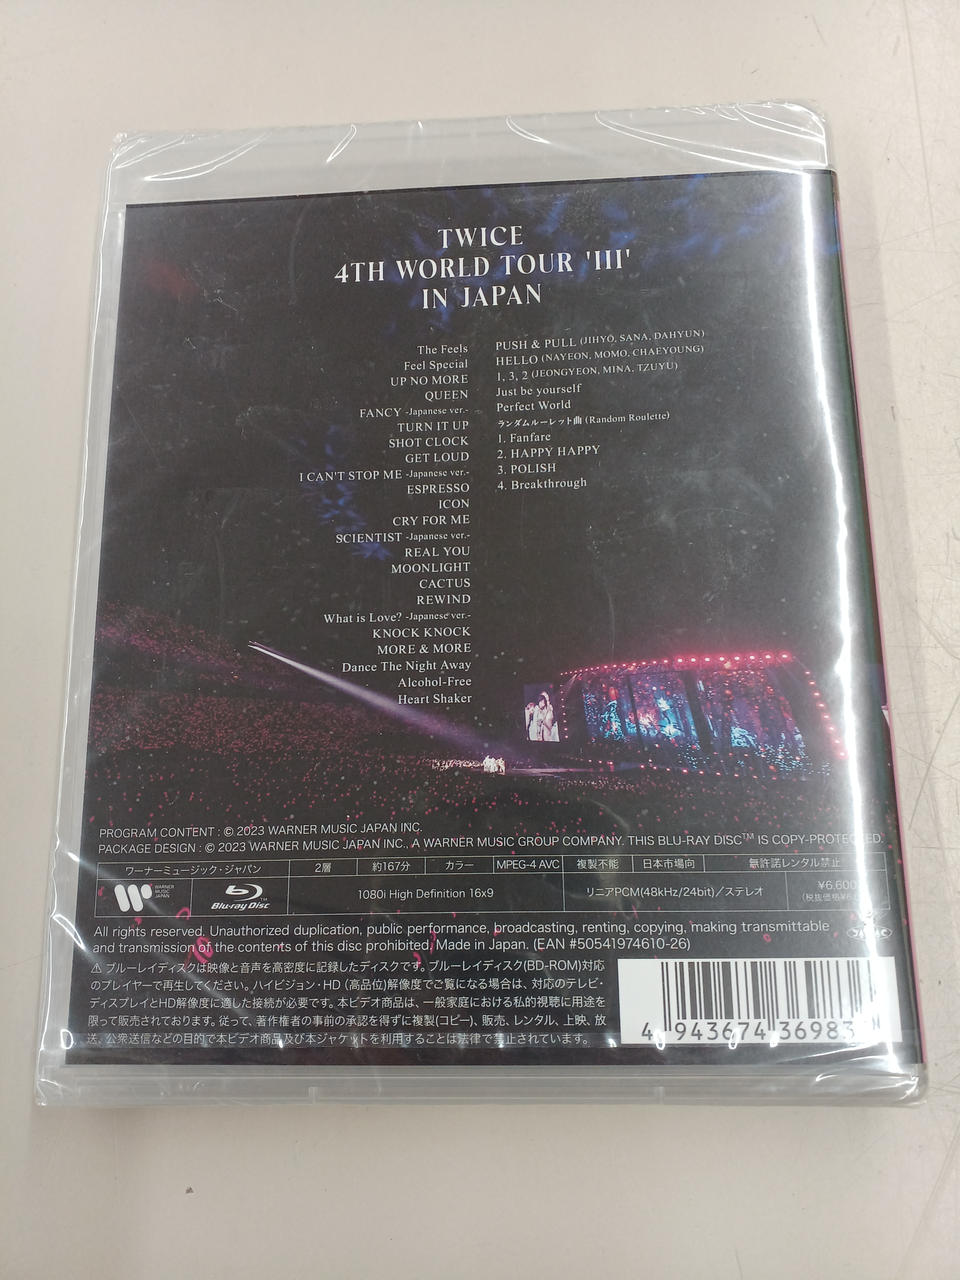 TWICE
4TH WORLD TOUR 'III'
IN JAPAN
The Feels
Feel Special
UP NO MORE
QUEEN
FANCY -Japanese ver.-
TURN IT UP
SHOT CLOCK
GET LOUD
I CAN'T STOP ME -Japanese ver.-
ESPRESSO
ICON
CRY FOR ME
SCIENTIST -Japanese ver.-
REAL YOU
MOONLIGHT
CACTUS
REWIND
What is Love? -Japanese ver.-
KNOCK KNOCK
MORE & MORE
Dance The Night Away
Alcohol-Free
Heart Shaker
PUSH & PULL (JIHYO, SANA, DAHYUN)
HELLO (NAYEON, MOMO, CHAEYOUNG)
1, 3, 2 (JEONGYEON, MINA, TZUYU)
Just be yourself
Perfect World
ランダムルーレット曲 (Random Roulette)
1. Fanfare
2. HAPPY HAPPY
3. POLISH
4. Breakthrough
PROGRAM CONTENT : © 2023 WARNER MUSIC JAPAN INC.
PACKAGE DESIGN : © 2023 WARNER MUSIC JAPAN INC., A WARNER MUSIC GROUP COMPANY. THIS BLU-RAY DISC™ IS COPY-PROTECTED.
ワーナーミュージック・ジャパン 2層 約167分 カラー MPEG-4 AVC 複製不能 日本市場向 無許諾レンタル禁止
WARNER MUSIC JAPAN Blu-ray Disc™ 1080i High Definition 16x9 リニアPCM(48kHz/24bit)／ステレオ ¥6,600
(税抜価格
All rights reserved. Unauthorized duplication, public performance, broadcasting, renting, copying, making transmittable
and transmission of the contents of this disc prohibited. Made in Japan. (EAN #50541974610-26)
⚠ ブルーレイディスクは映像と音声を高密度に記録したディスクです。ブルーレイディスク(BD-ROM)対応
のプレイヤーで再生してください。ハイビジョン・HD (高品位)解像度でご覧になる場合は、対応のテレビ・
ディスプレイとHD解像度に適した接続が必要です。本ビデオ商品は、一般家庭における私的視聴に用途を
限って販売されております。従って、著作権者の事前の承認を得ずに複製(コピー)、販売、レンタル、上映、放
送、公衆送信などの目的で本ビデオ商品及び本ジャケットを利用することは法律で禁止されています。
4 943674 36983